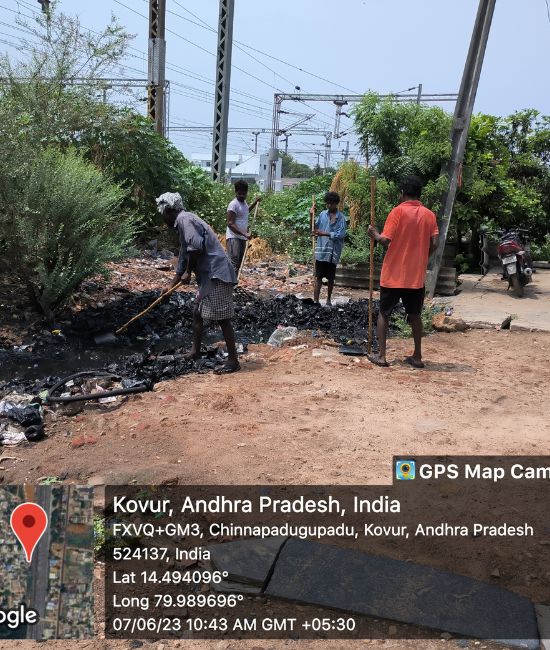 GPS Map Cam
Kovur, Andhra Pradesh, India
FXVQ+GM3, Chinnapadugupadu, Kovur, Andhra Pradesh
524137, India
Lat 14.494096°
Long 79.989696°
07/06/23 10:43 AM GMT +05:30
ogle